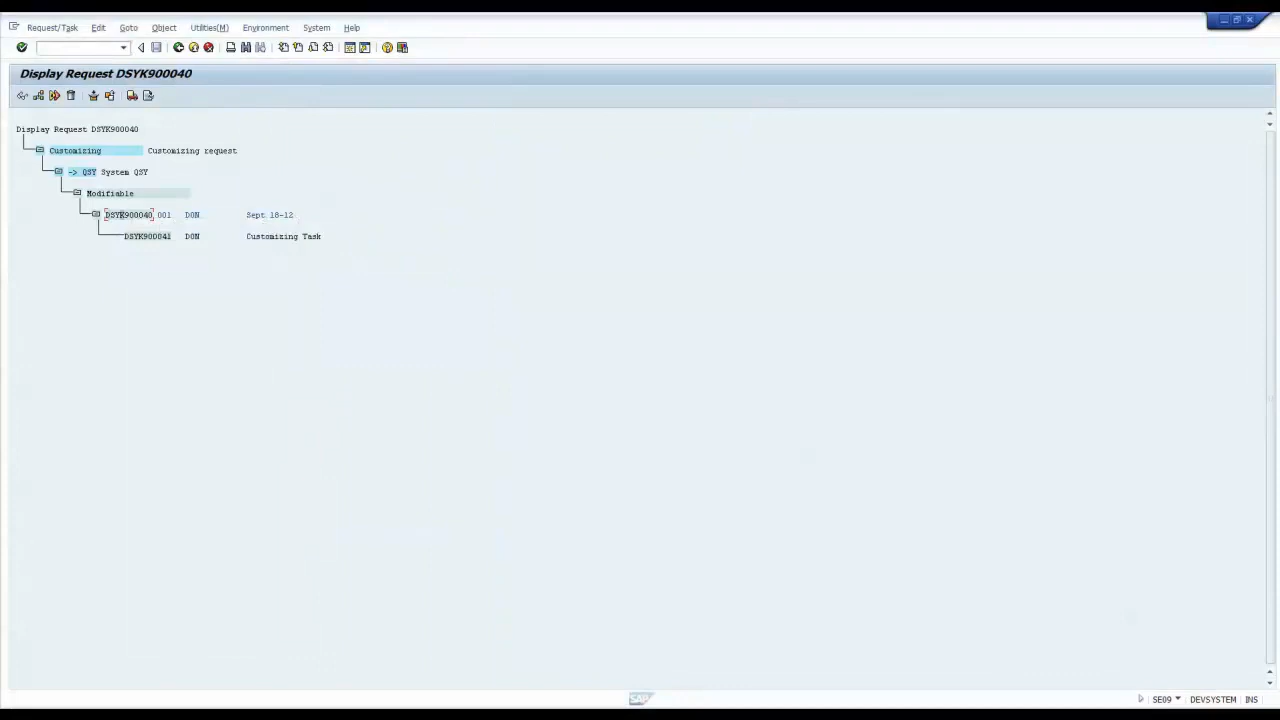 Request/Task Edit Goto Object Utilities(M) Environment System Help
Display Request DSYK900040
Display Request DSYK900040
Customizing Customizing request
-> QSY System QSY
Modifiable
DSYK900040 001 DON Sept 18-12
DSYK900041 DON Customizing Task
SAP SE09 DEVSYSTEM INS